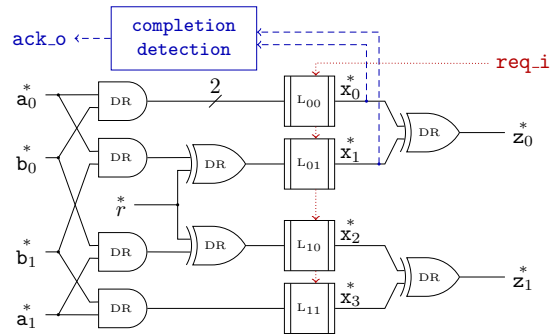 completion
detection
ack_o
req_i
2
a*0
DR
L00
x*0
DR
z*0
b*0
DR
DR
L01
x*1
r*
b*1
DR
DR
L10
x*2
DR
z*1
a*1
DR
L11
x*3